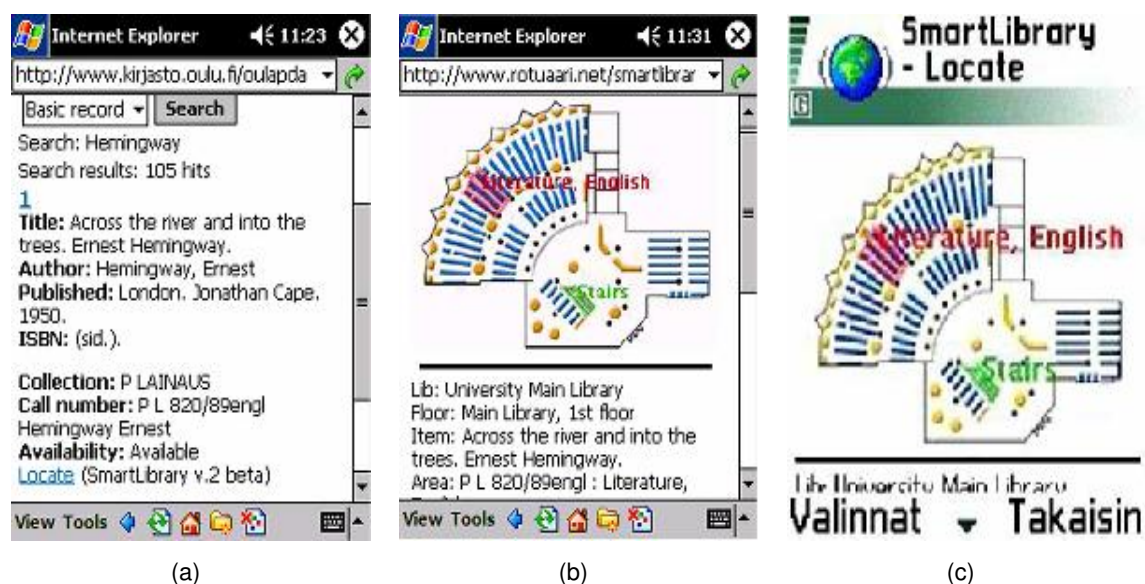 Internet Explorer 11:23
http://www.kirjasto.oulu.fi/oulapda
Basic record Search
Search: Hemingway
Search results: 105 hits
1
Title: Across the river and into the
trees. Ernest Hemingway.
Author: Hemingway, Ernest
Published: London. Jonathan Cape.
1950.
ISBN: (sid.).
Collection: P LAINAUS
Call number: P L 820/89engl
Hemingway Ernest
Availability: Available
Locate (SmartLibrary v.2 beta)
View Tools
(a)
Internet Explorer 11:31
http://www.rotuaari.net/smartlibrar
Literature, English
Stairs
Lib: University Main Library
Floor: Main Library, 1st floor
Item: Across the river and into the
trees. Ernest Hemingway.
Area: P L 820/89engl : Literature,
View Tools
(b)
SmartLibrary
- Locate
G
Literature, English
Stairs
Lib: University Main Library
Valinnat Takaisin
(c)